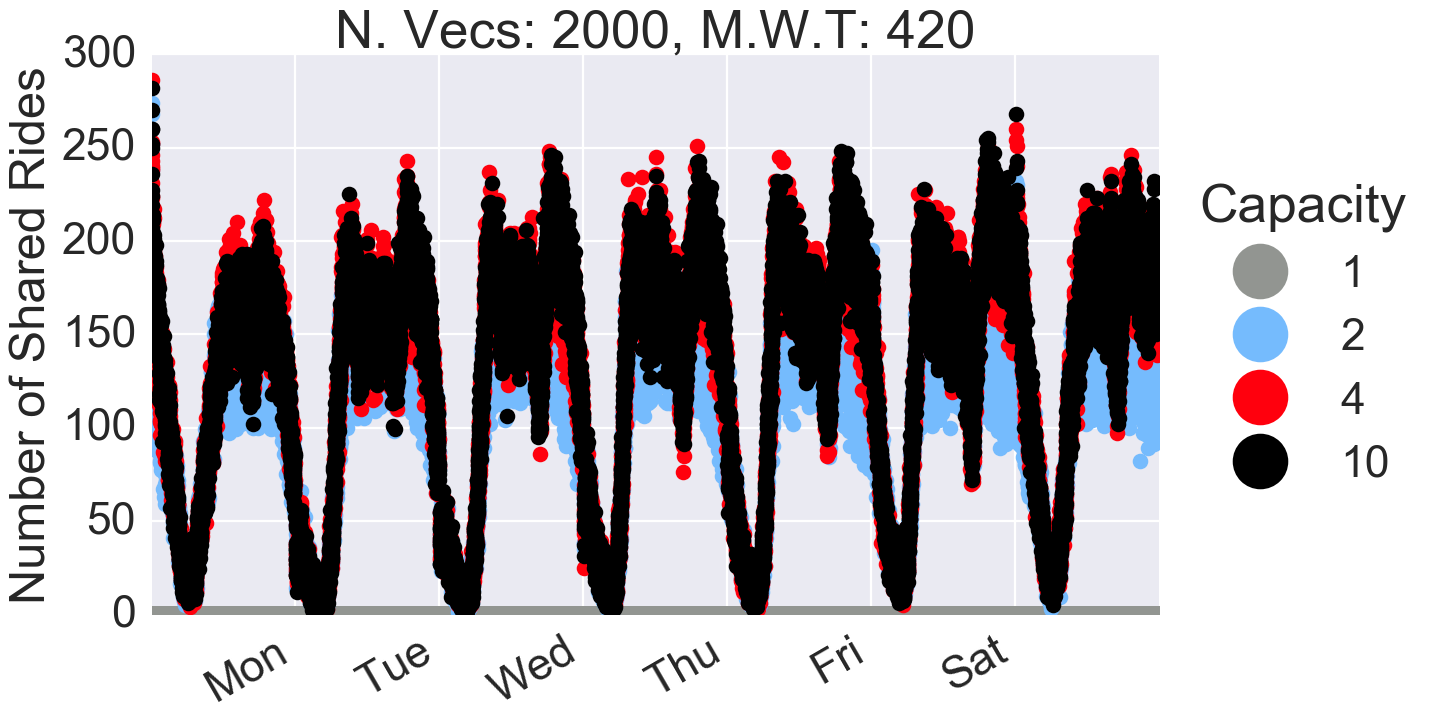 N. Vecs: 2000, M.W.T: 420
Number of Shared Rides
300
250
200
150
100
50
0
Mon
Tue
Wed
Thu
Fri
Sat
Capacity
1
2
4
10